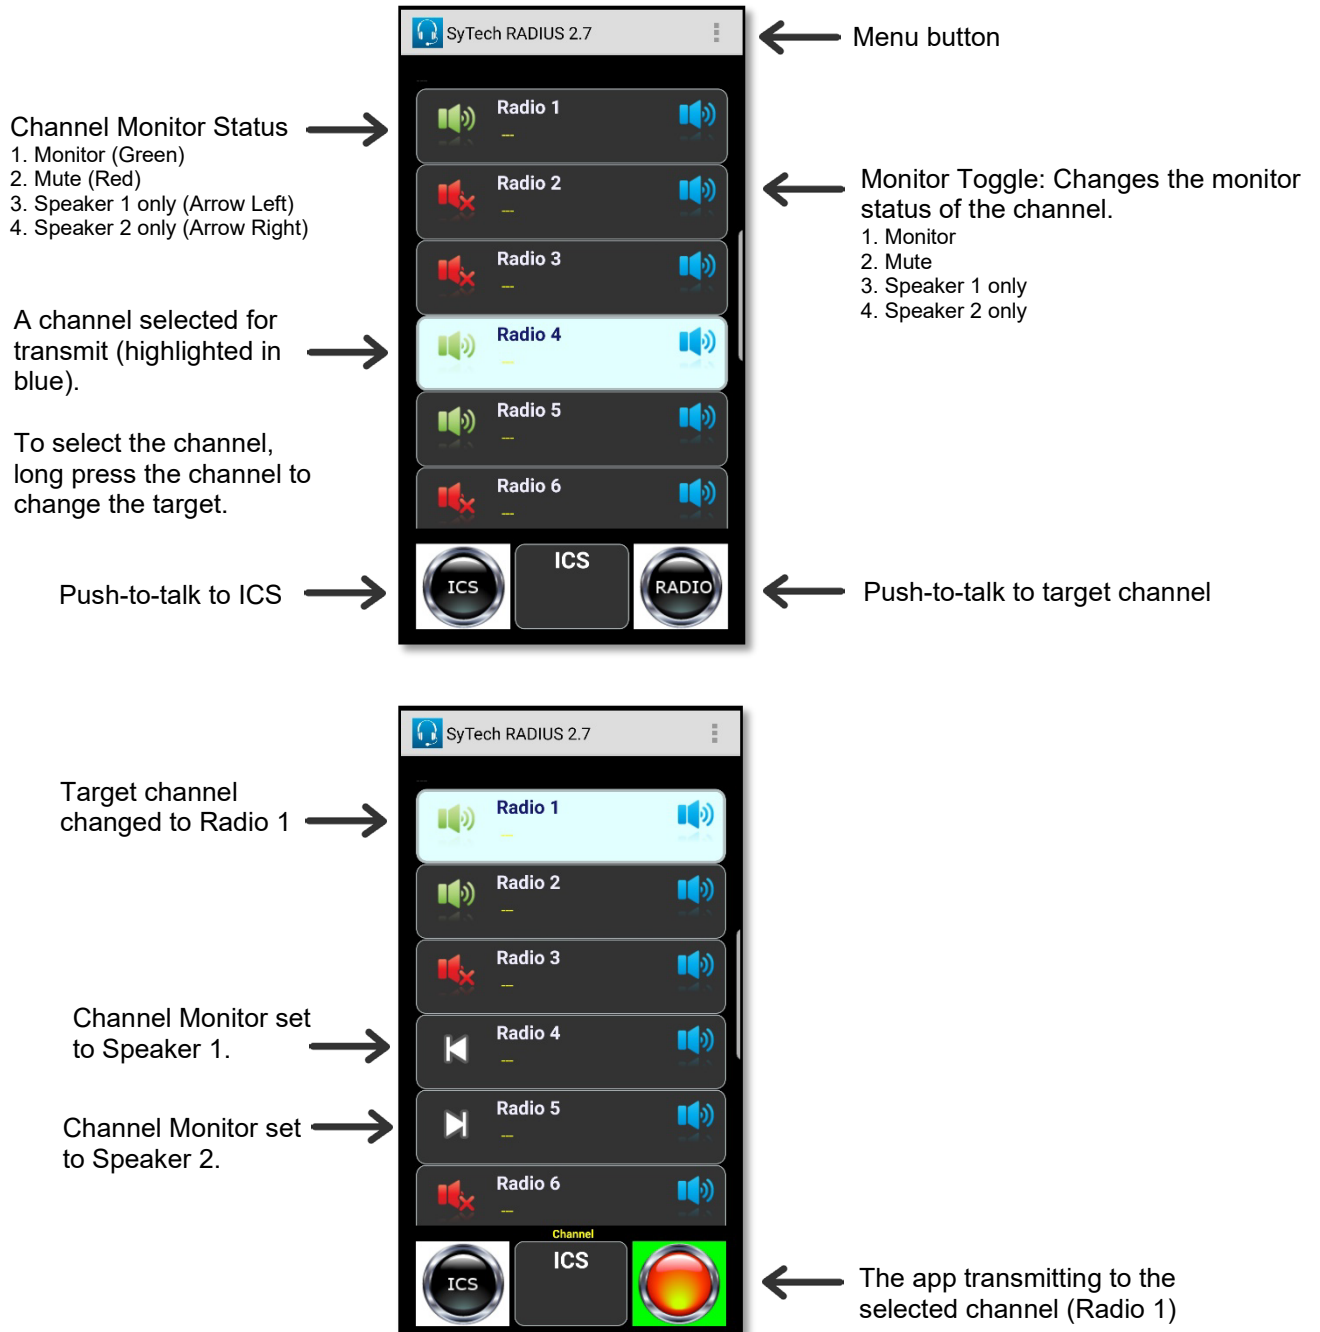 SyTech RADIUS 2.7
Menu button
Channel Monitor Status
1. Monitor (Green)
2. Mute (Red)
3. Speaker 1 only (Arrow Left)
4. Speaker 2 only (Arrow Right)
Radio 1
---
Radio 2
---
Monitor Toggle: Changes the monitor
status of the channel.
1. Monitor
2. Mute
3. Speaker 1 only
4. Speaker 2 only
Radio 3
---
A channel selected for
transmit (highlighted in
blue).
Radio 4
---
To select the channel,
long press the channel to
change the target.
Radio 5
---
Radio 6
---
Push-to-talk to ICS
ICS
ICS
RADIO
Push-to-talk to target channel
SyTech RADIUS 2.7
Target channel
changed to Radio 1
Radio 1
---
Radio 2
---
Radio 3
---
Channel Monitor set
to Speaker 1.
Radio 4
---
Channel Monitor set
to Speaker 2.
Radio 5
---
Radio 6
---
Channel
ICS
ICS
The app transmitting to the
selected channel (Radio 1)